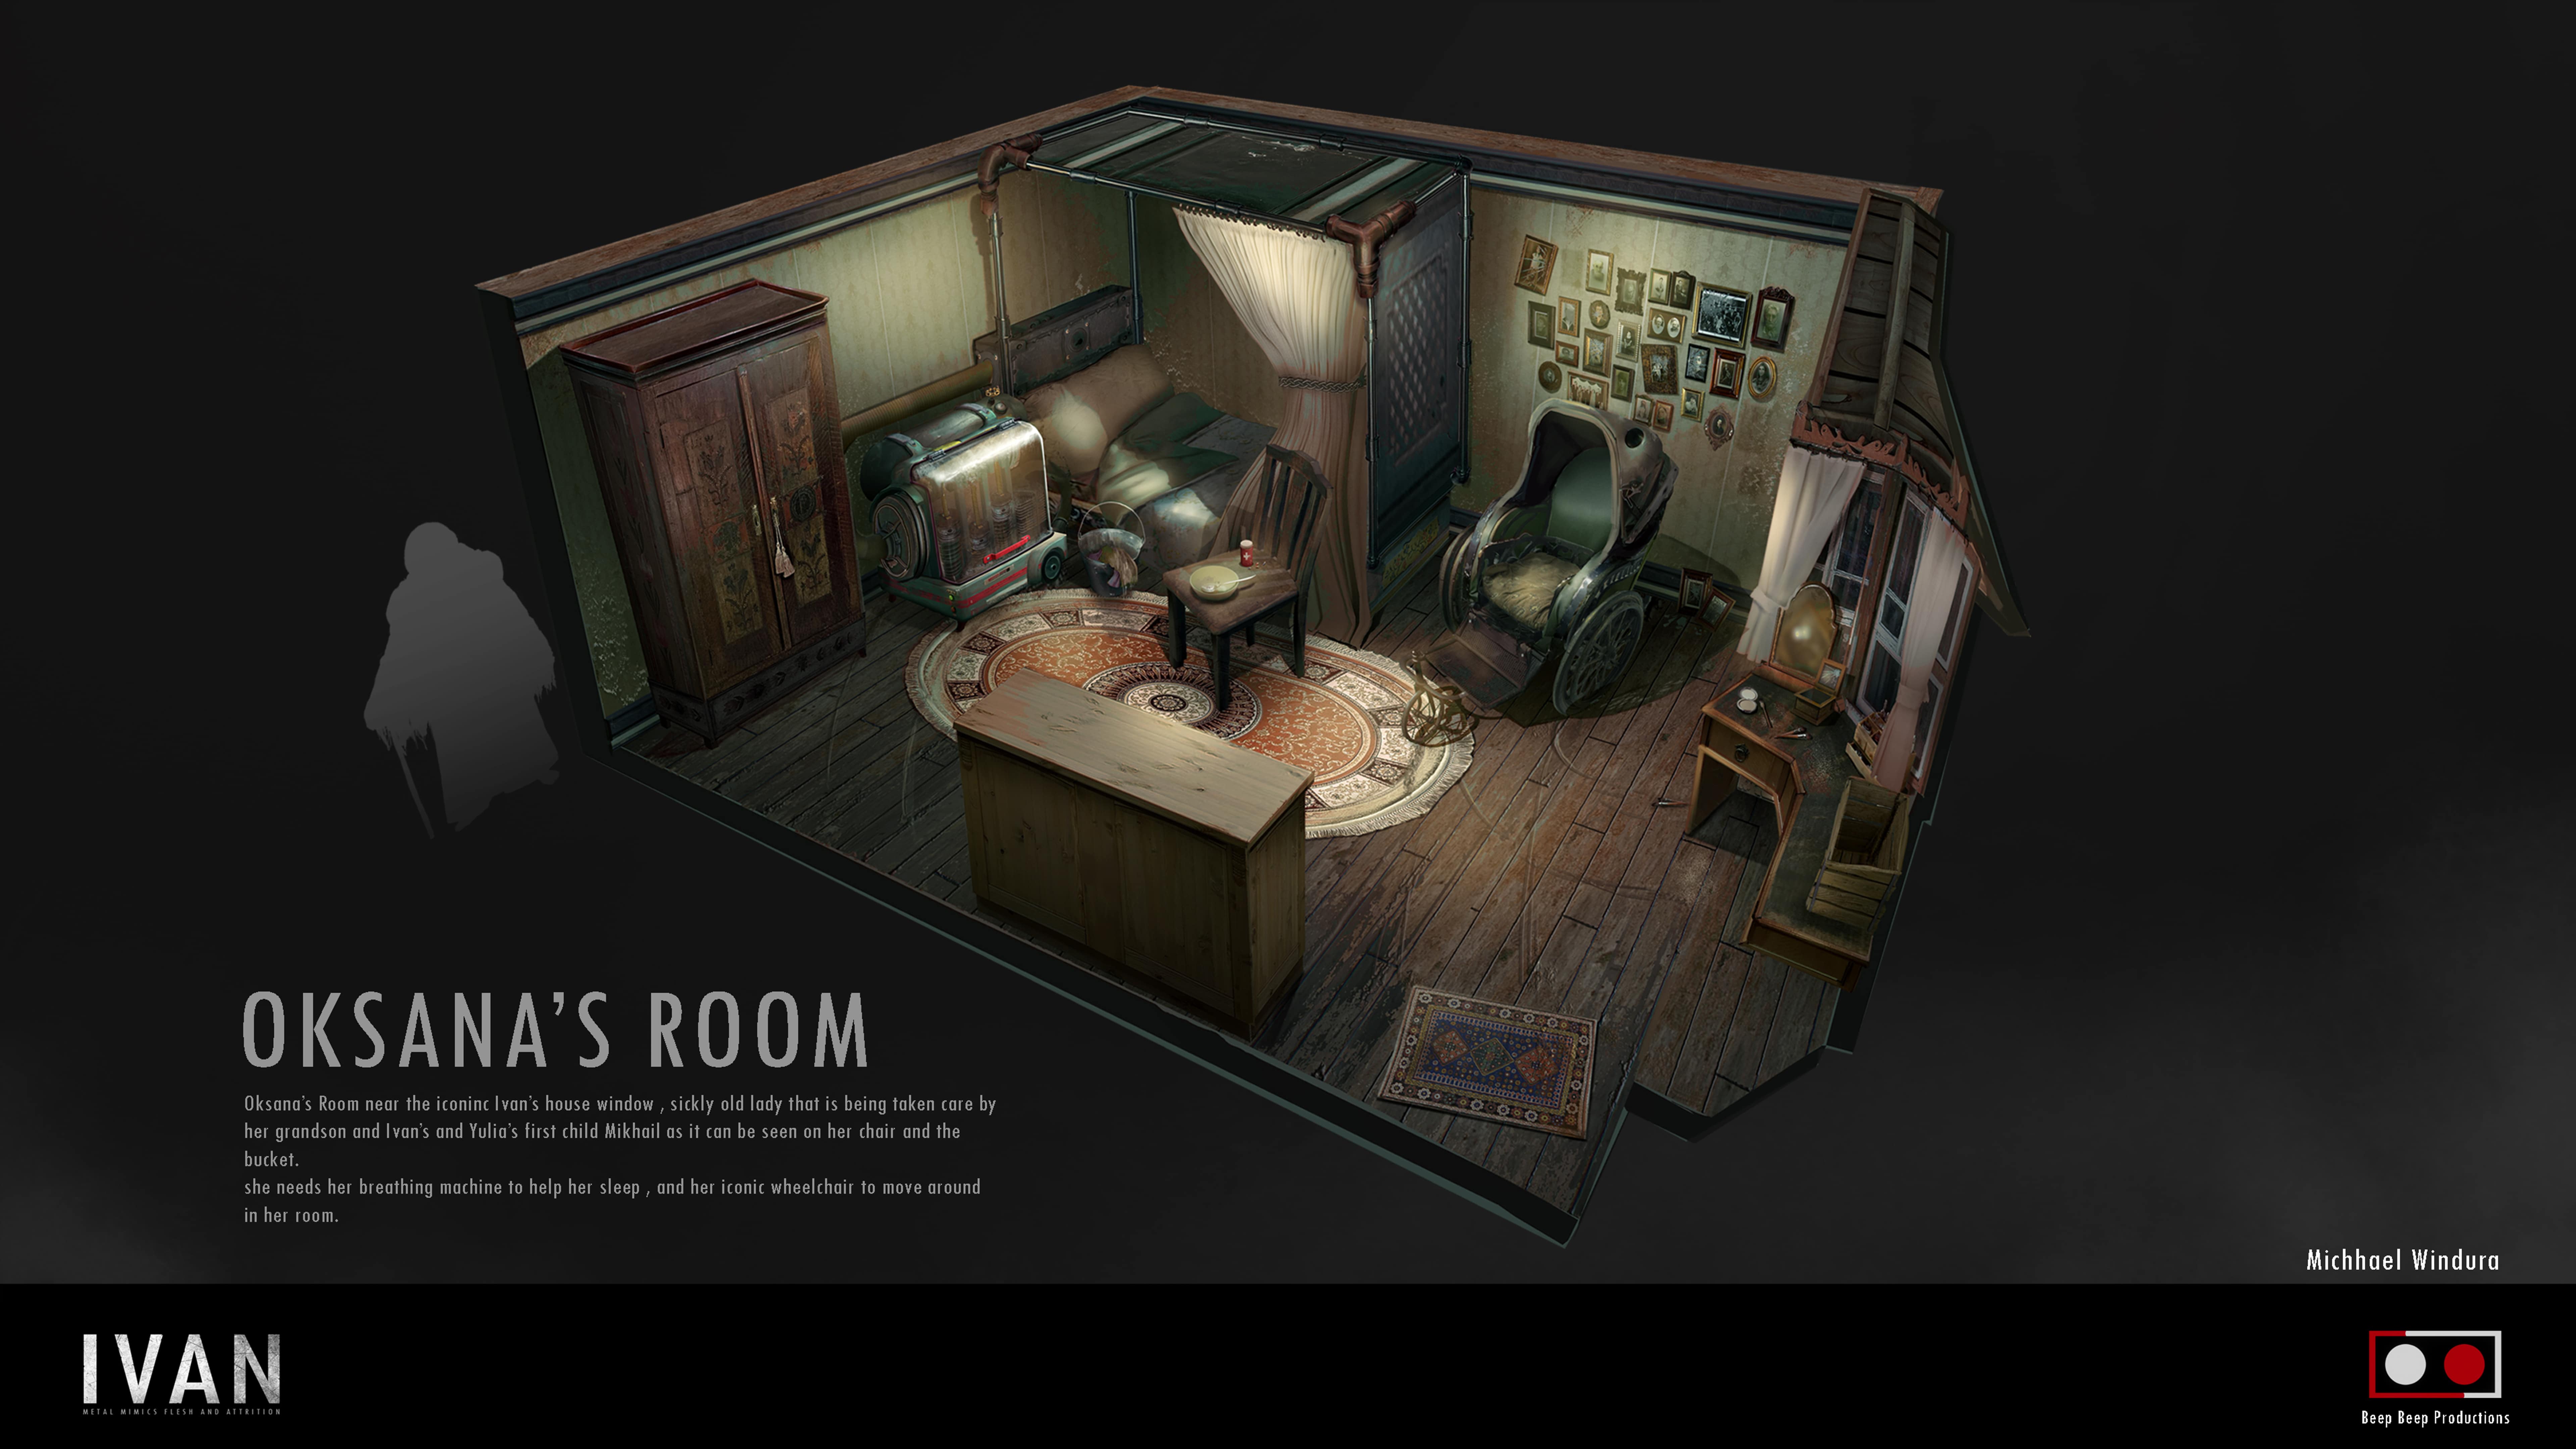 OKSANA'S ROOM
Oksana's Room near the iconinc Ivan's house window , sickly old lady that is being taken care by
her grandson and Ivan's and Yulia's first child Mikhail as it can be seen on her chair and the
bucket.
she needs her breathing machine to help her sleep , and her iconic wheelchair to move around
in her room.
Michhael Windura
IVAN
METAL MIMICS FLESH AND ATTRITION
Beep Beep Productions